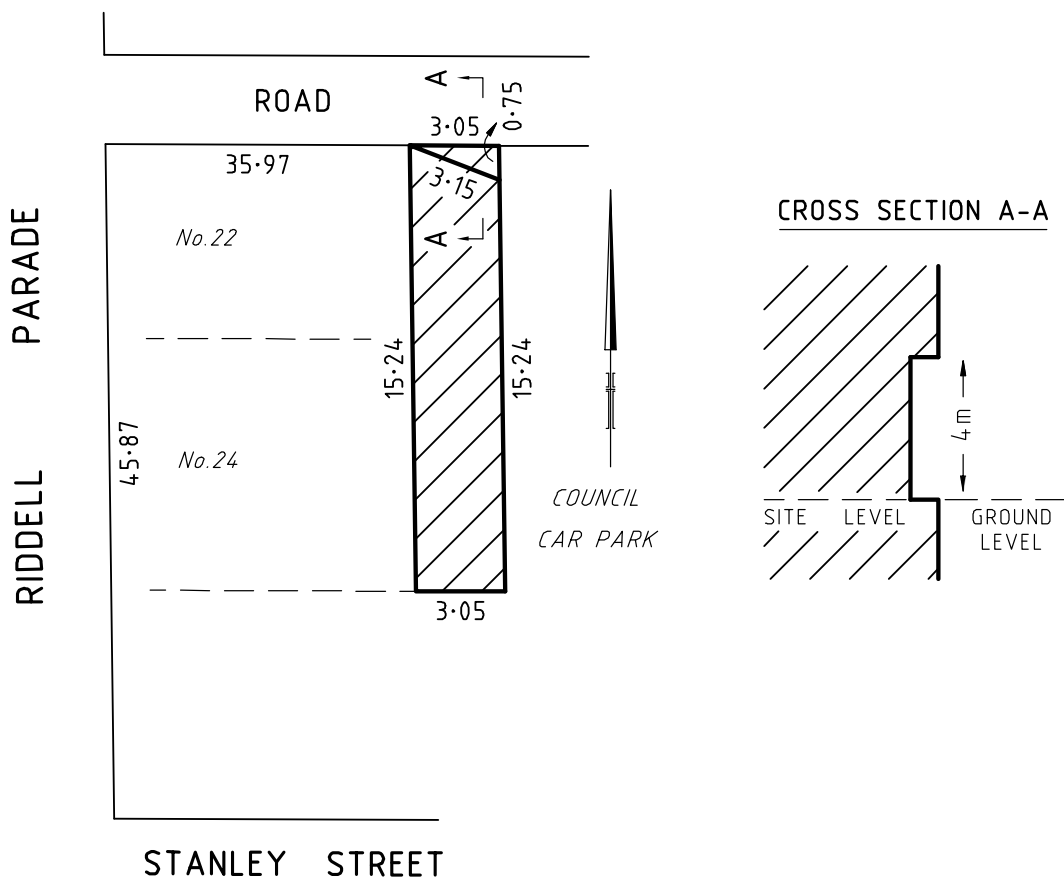 A
ROAD
3·05
0·75
35·97
3·15
No.22
A
CROSS SECTION A-A
RIDDELL PARADE
15·24
15·24
45·87
No.24
COUNCIL
CAR PARK
4m
SITE LEVEL
GROUND
LEVEL
3·05
STANLEY STREET